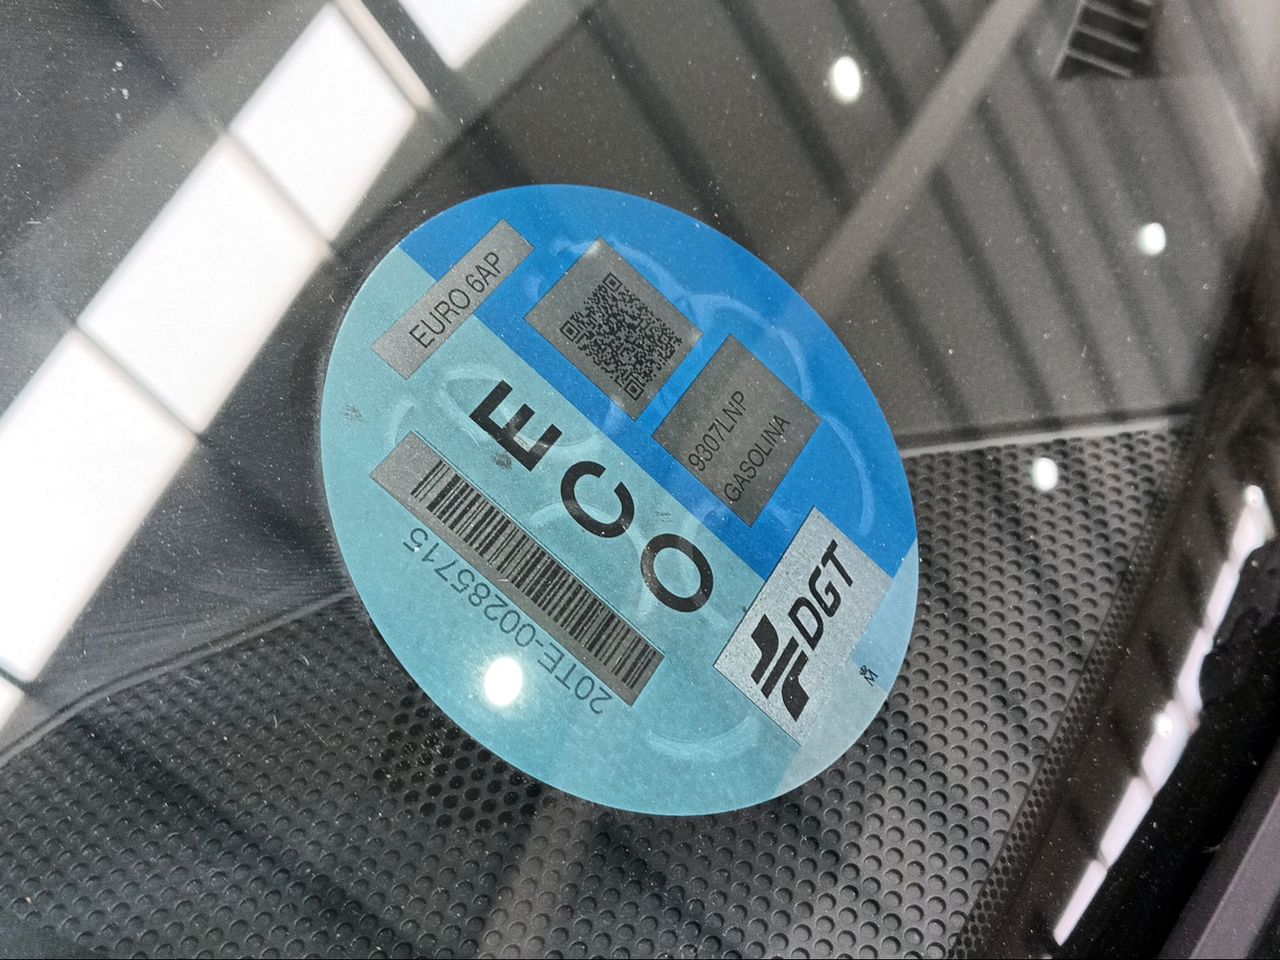 EURO 6AP
9307LNP
GASOLINA
ECO
20TE-00285715
DGT